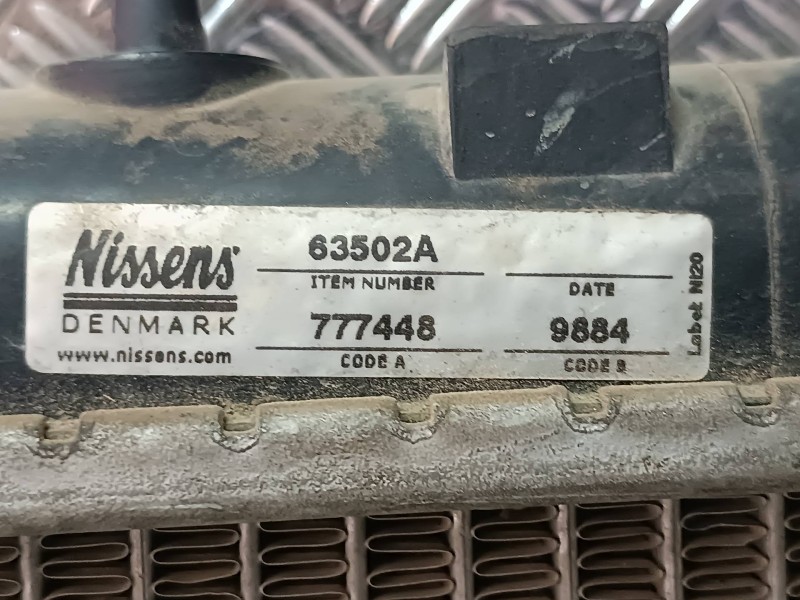 Nissens
DENMARK
www.nissens.com
63502A
ITEM NUMBER
DATE
777448
CODE A
9884
CODE B
Label NI20